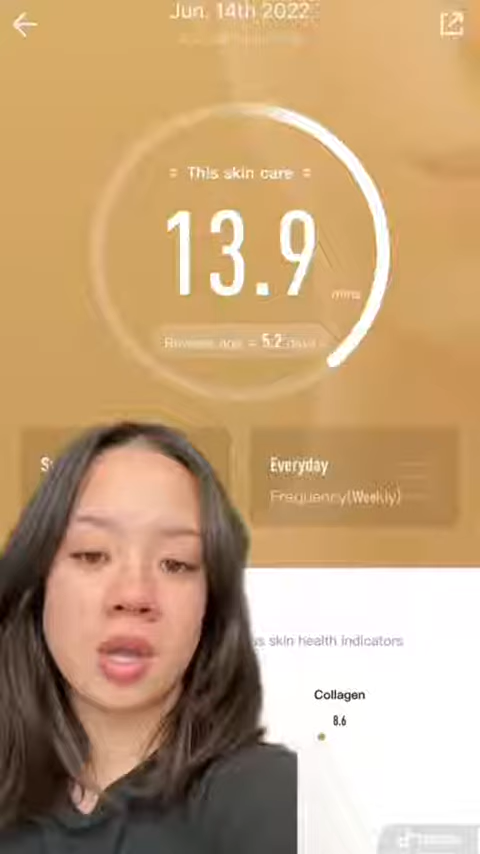 Jun. 14th 2022
This skin care
13.9
mins
Reverse age = 5.2 days
Everyday
Frequency(Weekly)
skin health indicators
Collagen
8.6